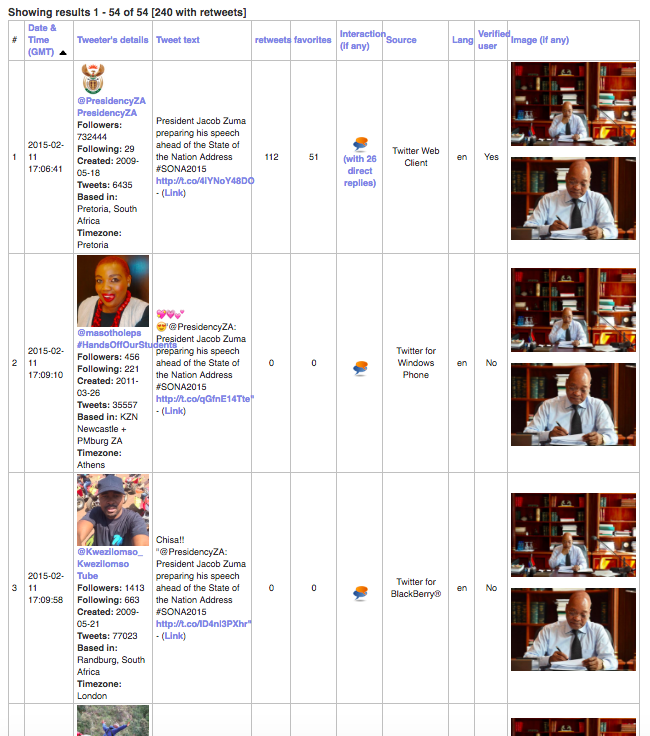 Showing results 1 - 54 of 54 [240 with retweets]
#
Date &
Time
(GMT)
Tweeter's details
Tweet text
retweets
favorites
Interaction
(if any)
Source
Lang
Verified
user
Image (if any)
1
2015-02-
11
17:06:41
@PresidencyZA
PresidencyZA
Followers:
732444
Following: 29
Created: 2009-
05-18
Tweets: 6435
Based in:
Pretoria, South
Africa
Timezone:
Pretoria
President Jacob Zuma
preparing his speech
ahead of the State of
the Nation Address
#SONA2015
http://t.co/4iYNoY48DO
- (Link)
112
51
(with 26
direct
replies)
Twitter Web
Client
en
Yes
2
2015-02-
11
17:09:10
@masotholeps
#HandsOffOurStudents
Followers: 456
Following: 221
Created: 2011-
03-26
Tweets: 35557
Based in: KZN
Newcastle +
PMburg ZA
Timezone:
Athens
💖💖💕
😍"@PresidencyZA:
President Jacob Zuma
preparing his speech
ahead of the State of
the Nation Address
#SONA2015
http://t.co/qGfnE14Tte"
- (Link)
0
0
Twitter for
Windows
Phone
en
No
3
2015-02-
11
17:09:58
@Kwezilomso_
Kwezilomso
Tube
Followers: 1413
Following: 663
Created: 2009-
05-21
Tweets: 77023
Based in:
Randburg, South
Africa
Timezone:
London
Chisa!!
"@PresidencyZA:
President Jacob Zuma
preparing his speech
ahead of the State of
the Nation Address
#SONA2015
http://t.co/lD4nI3PXhr"
- (Link)
0
0
Twitter for
BlackBerry®
en
No